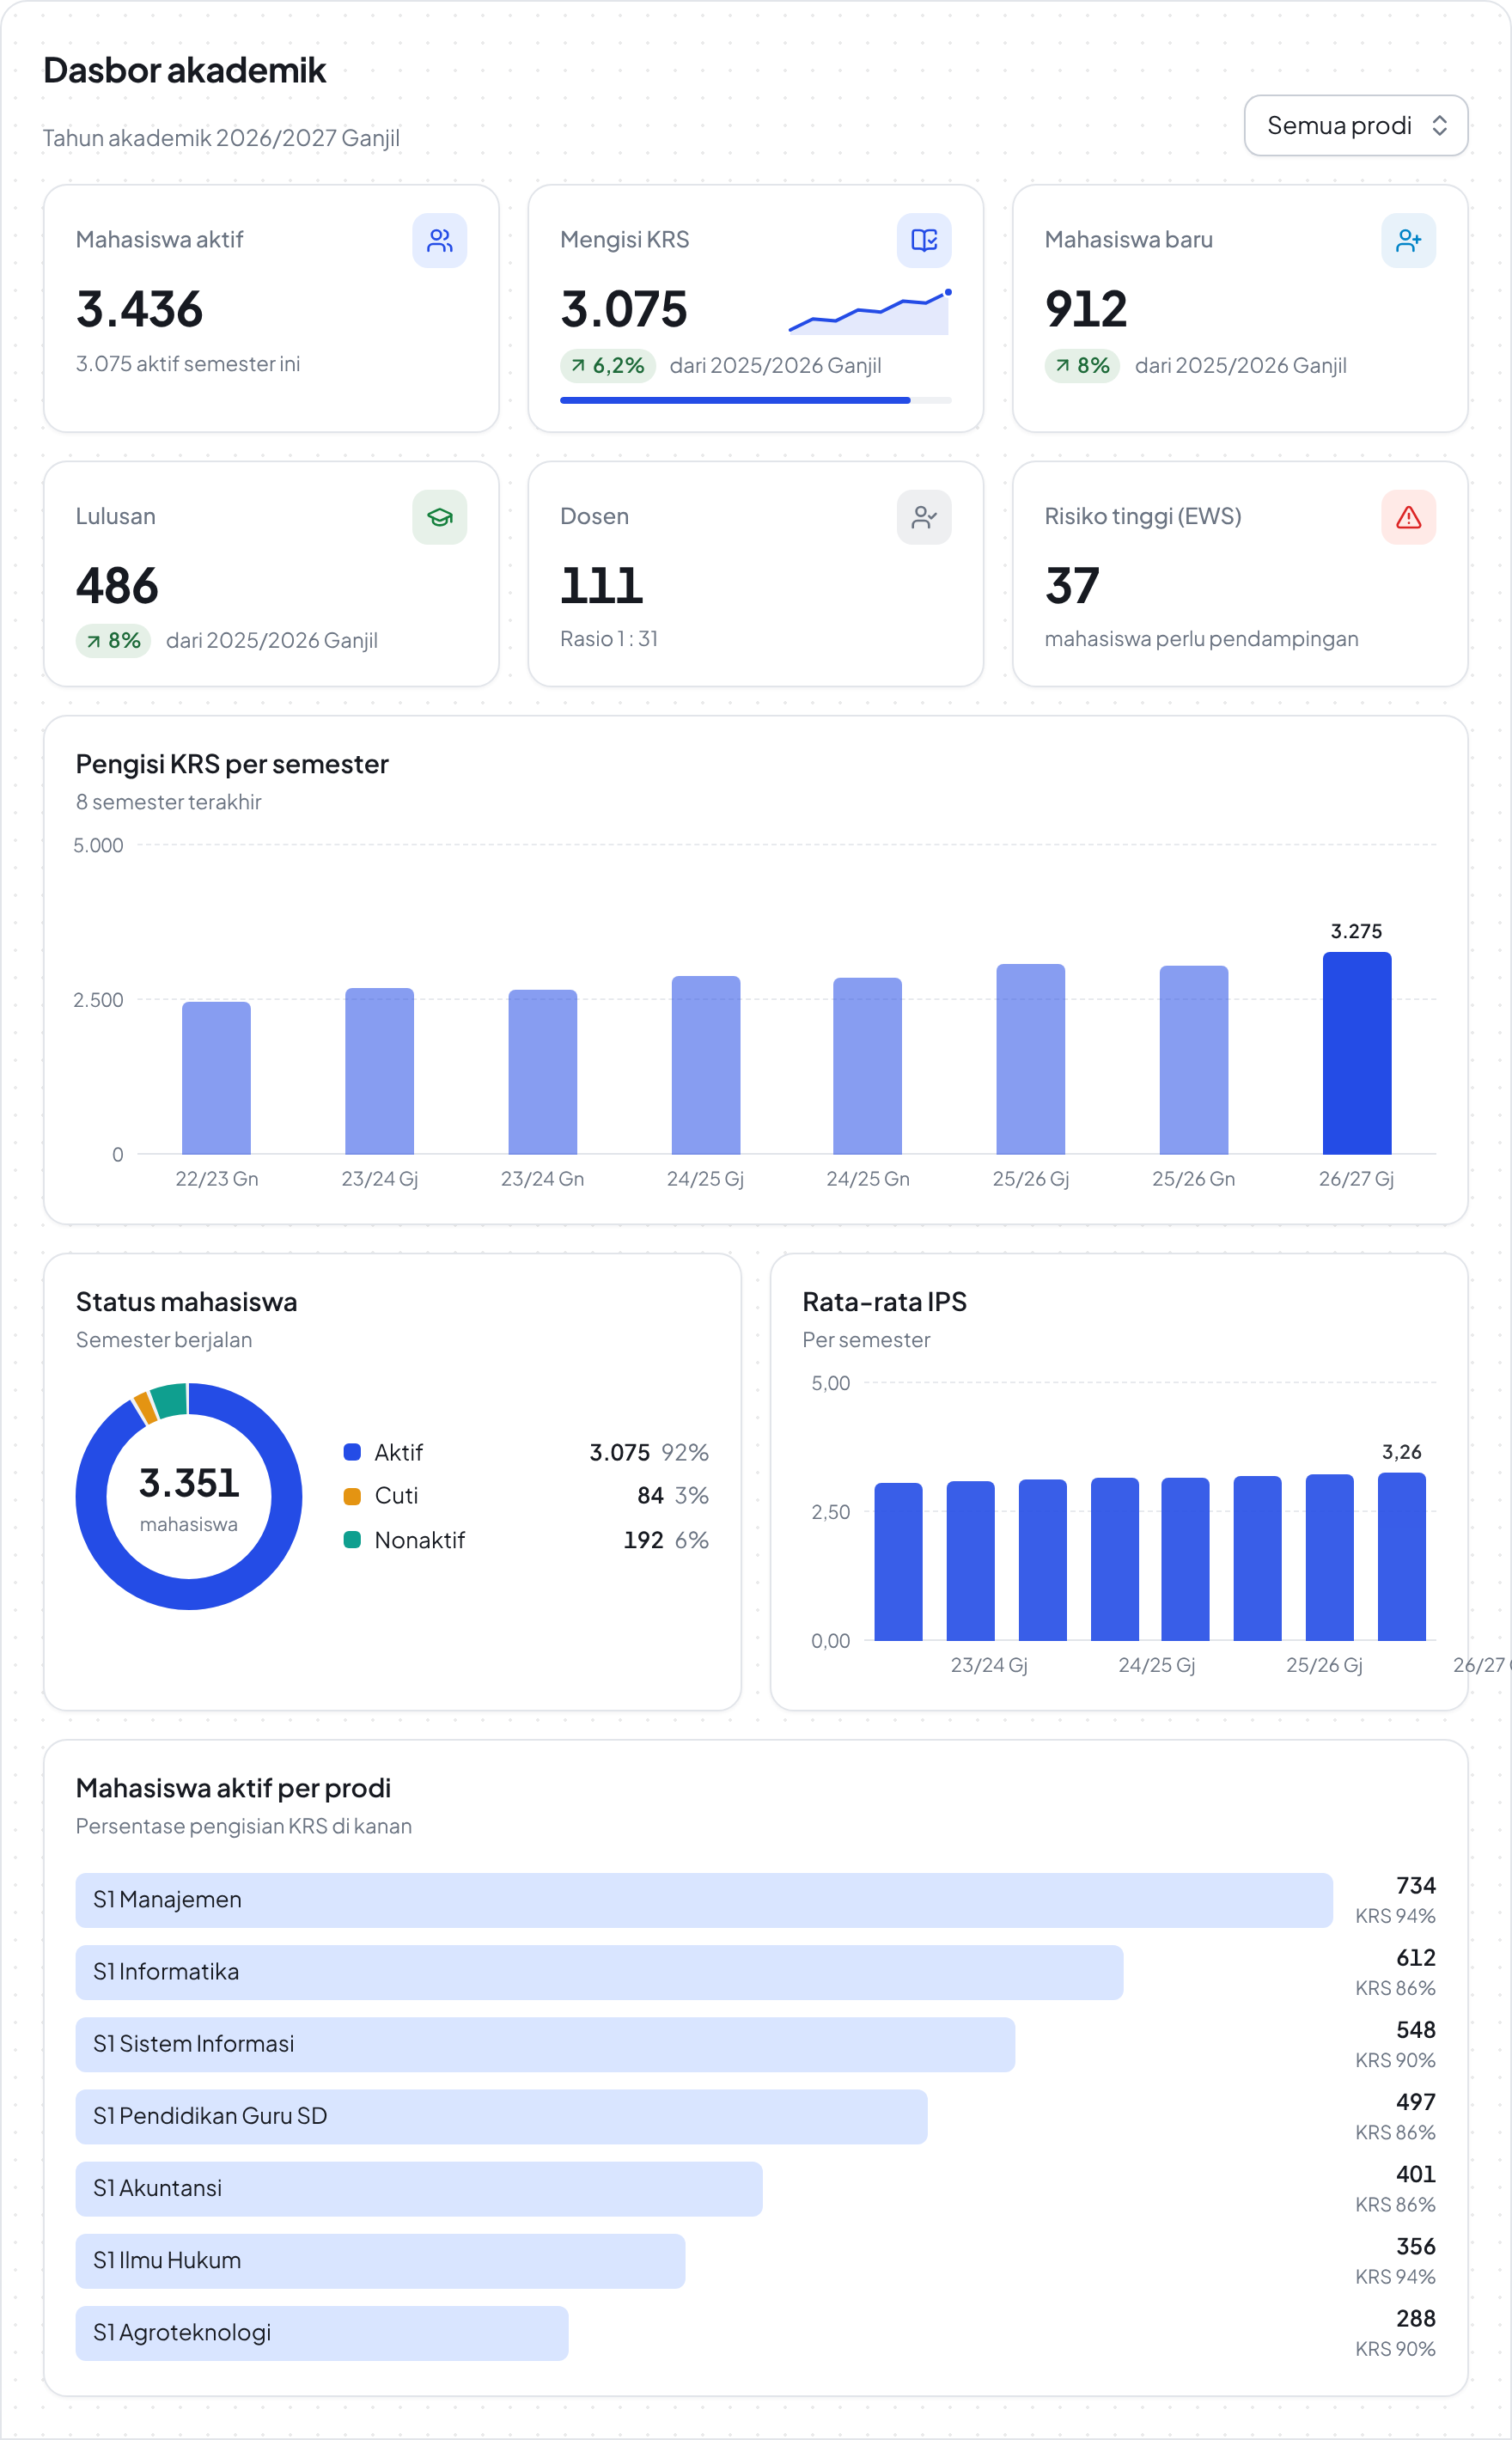 Dasbor akademik
Tahun akademik 2026/2027 Ganjil
Semua prodi
Mahasiswa aktif
3.436
3.075 aktif semester ini
Mengisi KRS
3.075
6,2% dari 2025/2026 Ganjil
Mahasiswa baru
912
8% dari 2025/2026 Ganjil
Lulusan
486
8% dari 2025/2026 Ganjil
Dosen
111
Rasio 1 : 31
Risiko tinggi (EWS)
37
mahasiswa perlu pendampingan
Pengisi KRS per semester
8 semester terakhir
5.000
3.275
2.500
0
22/23 Gn 23/24 Gj 23/24 Gn 24/25 Gj 24/25 Gn 25/26 Gj 25/26 Gn 26/27 Gj
Status mahasiswa
Semester berjalan
3.351
mahasiswa
Aktif 3.075 92%
Cuti 84 3%
Nonaktif 192 6%
Rata-rata IPS
Per semester
5,00
3,26
2,50
0,00
23/24 Gj 24/25 Gj 25/26 Gj 26/27
Mahasiswa aktif per prodi
Persentase pengisian KRS di kanan
S1 Manajemen 734
KRS 94%
S1 Informatika 612
KRS 86%
S1 Sistem Informasi 548
KRS 90%
S1 Pendidikan Guru SD 497
KRS 86%
S1 Akuntansi 401
KRS 86%
S1 Ilmu Hukum 356
KRS 94%
S1 Agroteknologi 288
KRS 90%